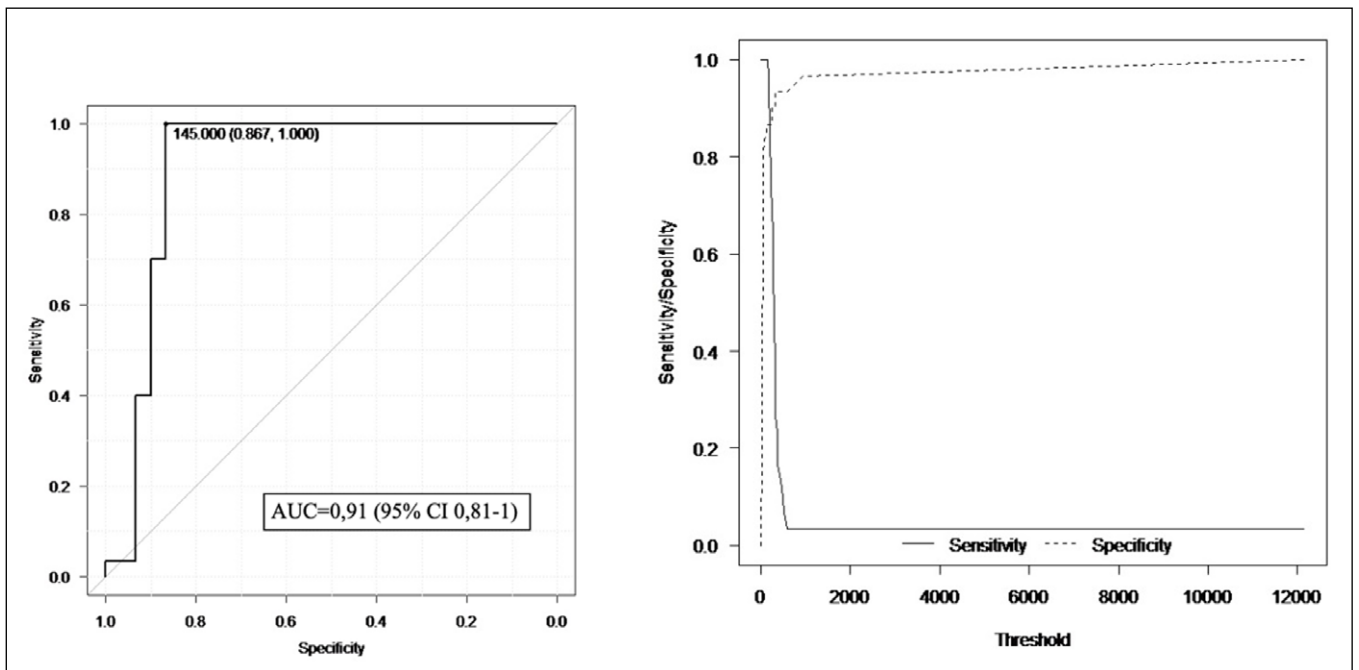 1.0
0.8
0.6
0.4
0.2
0.0
Sensitivity
145.000 (0.867, 1.000)
AUC=0,91 (95% CI 0,81-1)
1.0 0.8 0.6 0.4 0.2 0.0
Specificity
1.0
0.8
0.6
0.4
0.2
0.0
Sensitivity/Specificity
Sensitivity Specificity
0 2000 4000 6000 8000 10000 12000
Threshold